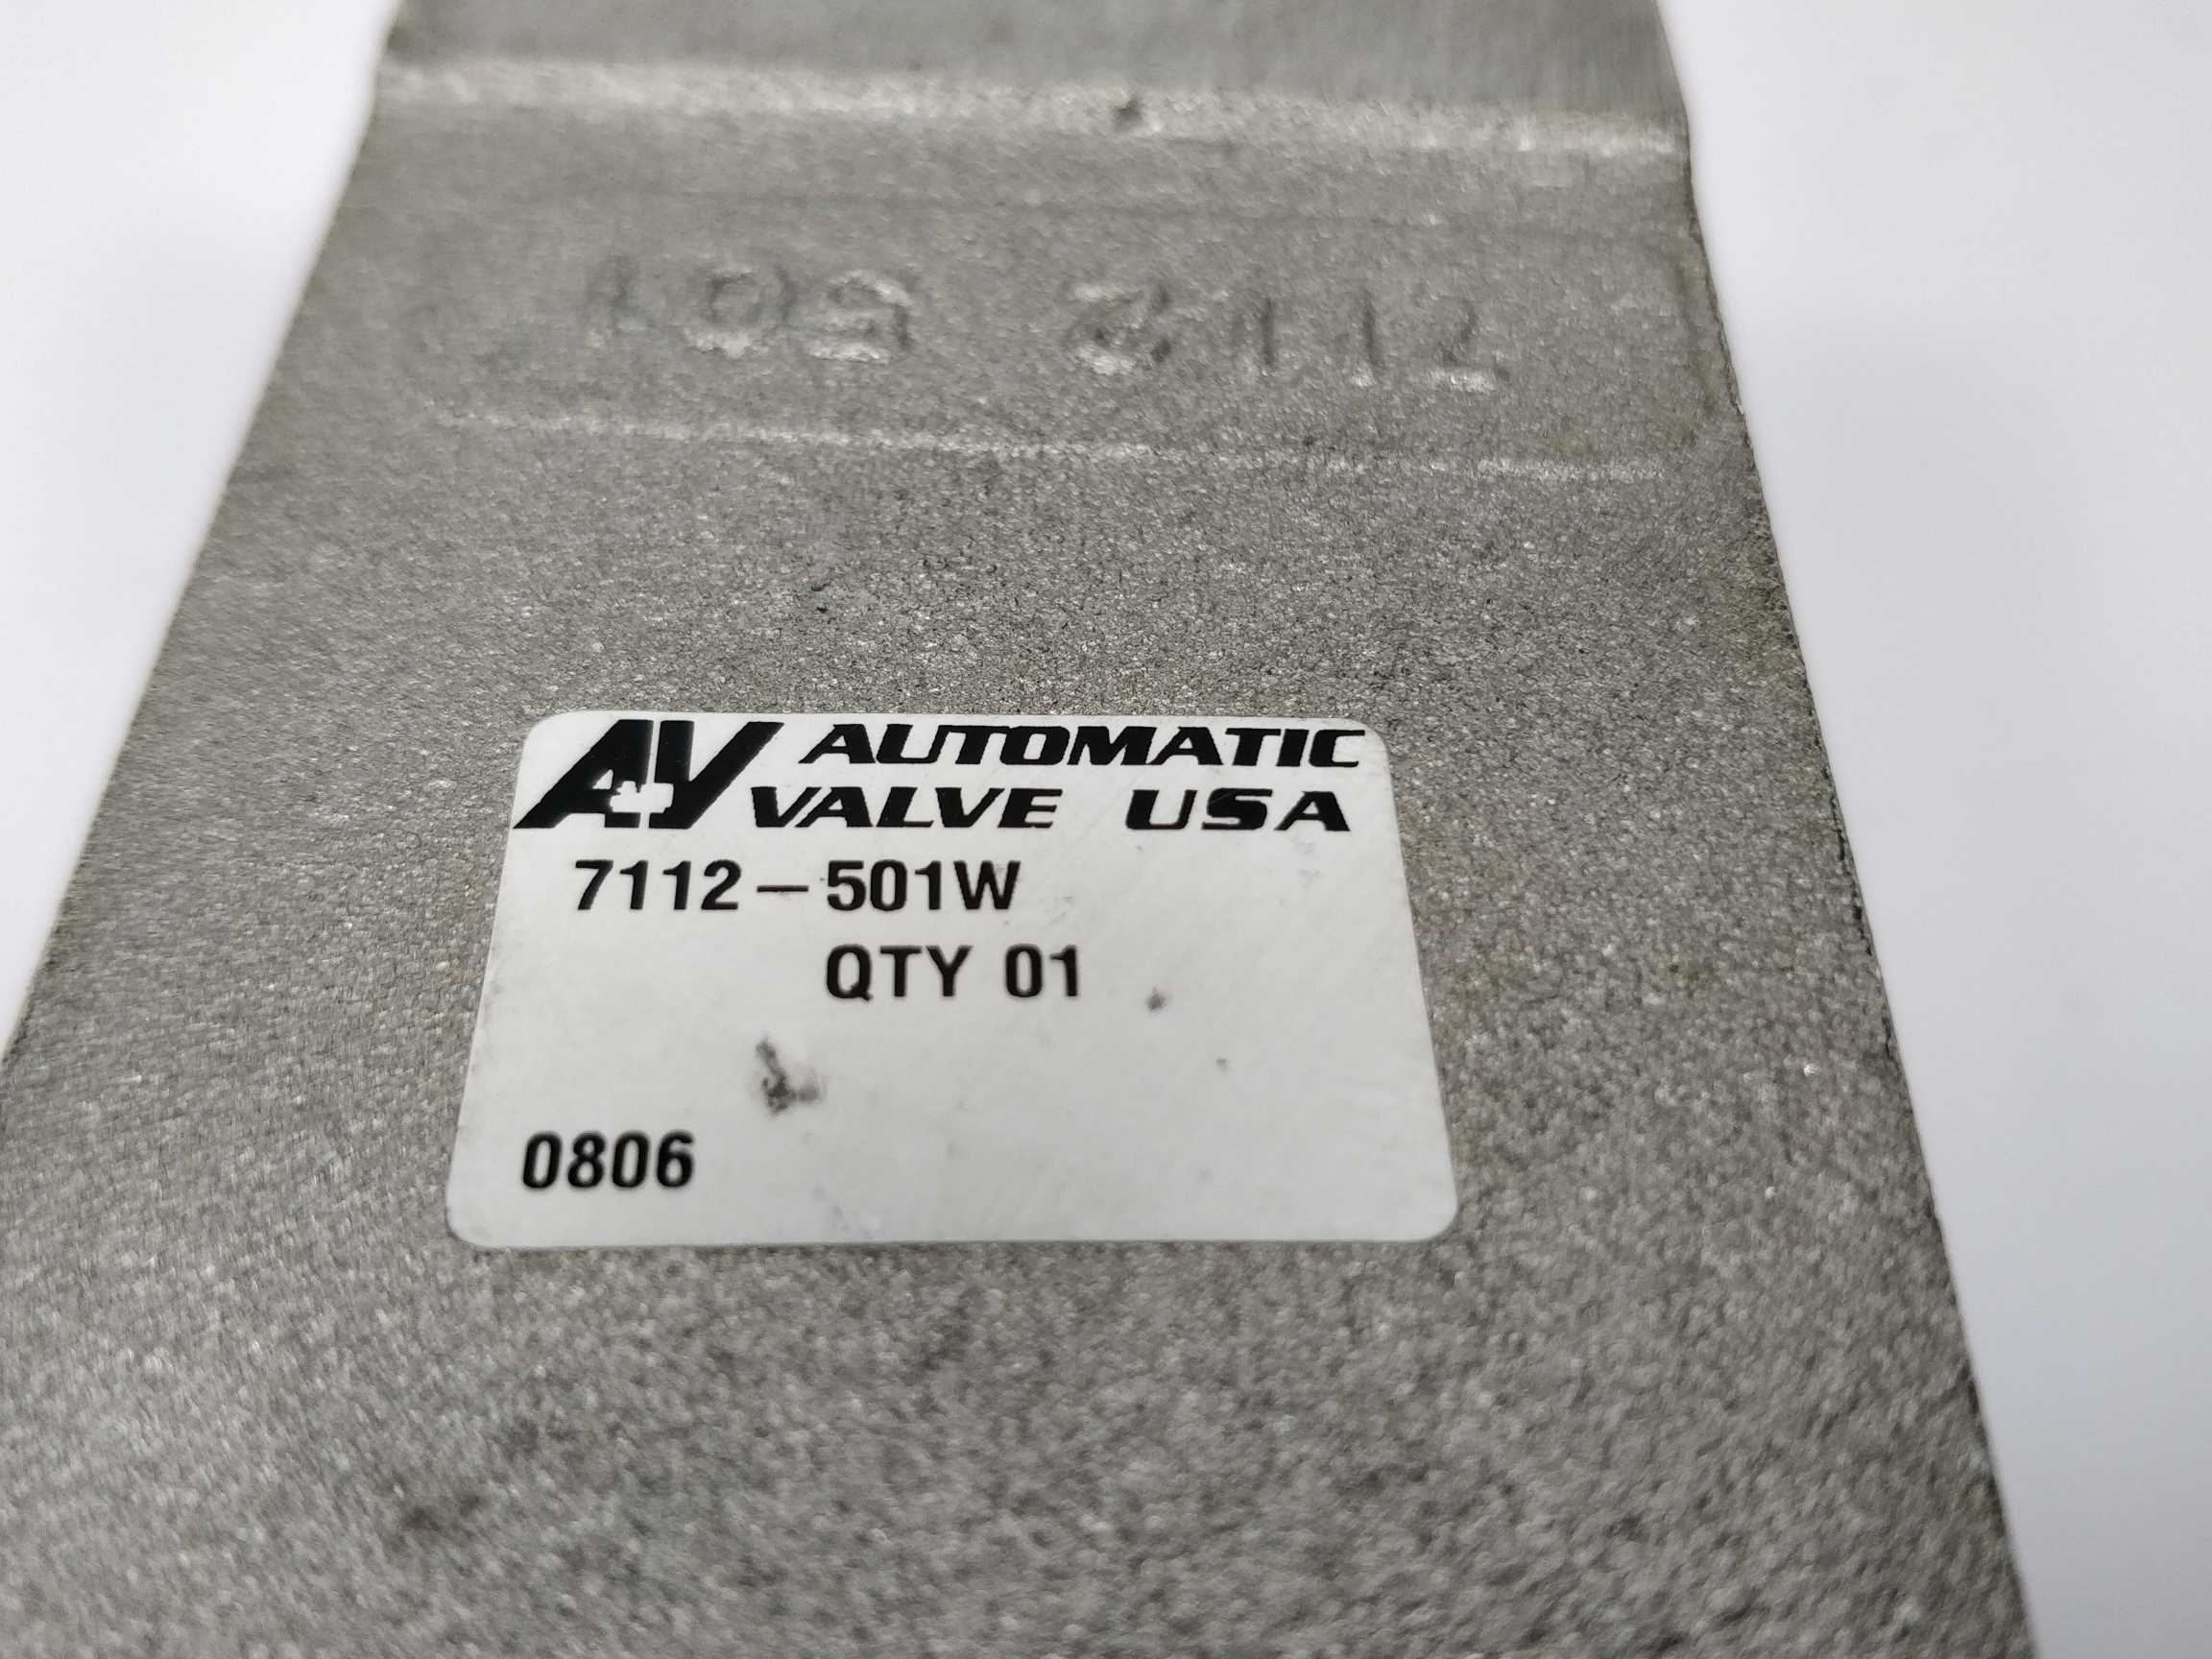 7112 501
AV AUTOMATIC
VALVE USA
7112-501W
QTY 01
0806